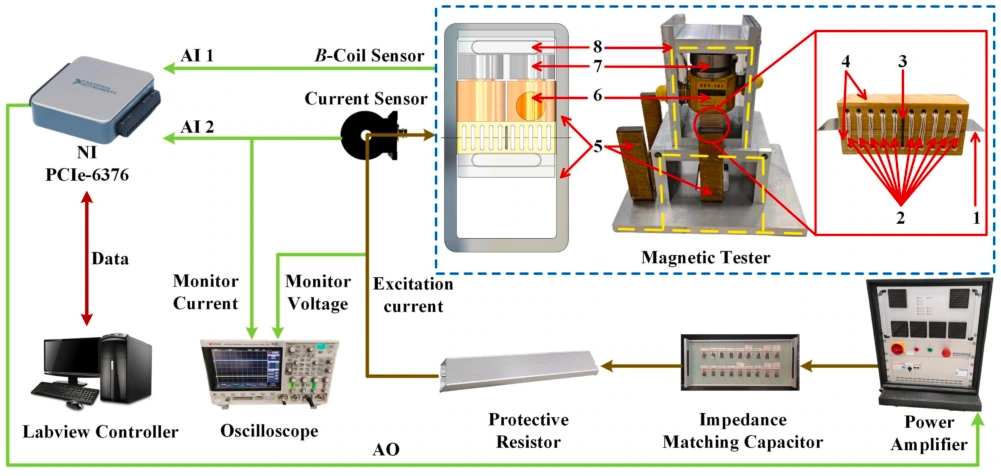 AI 1
B-Coil Sensor
Current Sensor
AI 2
NI
PCIe-6376
8
7
6
5
4
3
2
1
Magnetic Tester
Data
Monitor
Current
Monitor
Voltage
Excitation
current
Labview Controller
Oscilloscope
Protective
Resistor
Impedance
Matching Capacitor
Power
Amplifier
AO